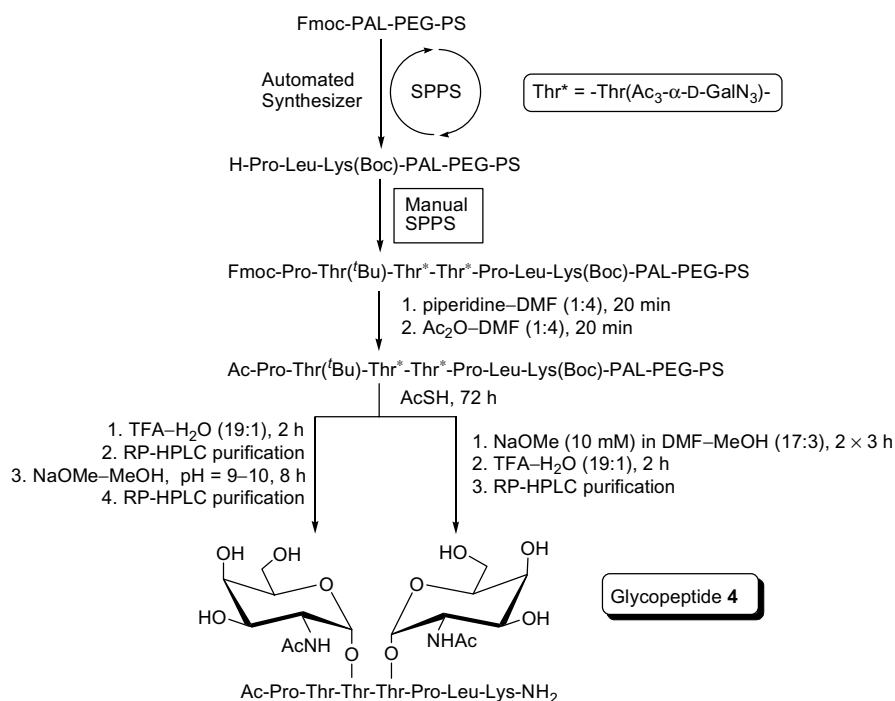 Fmoc-PAL-PEG-PS
Automated
Synthesizer
SPPS
Thr* = -Thr(Ac₃-α-D-GalN₃)-
H-Pro-Leu-Lys(Boc)-PAL-PEG-PS
Manual
SPPS
Fmoc-Pro-Thr(ᵗBu)-Thr*-Thr*-Pro-Leu-Lys(Boc)-PAL-PEG-PS
1. piperidine–DMF (1:4), 20 min
2. Ac₂O–DMF (1:4), 20 min
Ac-Pro-Thr(ᵗBu)-Thr*-Thr*-Pro-Leu-Lys(Boc)-PAL-PEG-PS
AcSH, 72 h
1. TFA–H₂O (19:1), 2 h
2. RP-HPLC purification
3. NaOMe–MeOH, pH = 9–10, 8 h
4. RP-HPLC purification
1. NaOMe (10 mM) in DMF–MeOH (17:3), 2 × 3 h
2. TFA–H₂O (19:1), 2 h
3. RP-HPLC purification
OH
OH
O
HO
AcNH
O
HO
OH
O
OH
NHAc
O
Glycopeptide 4
Ac-Pro-Thr-Thr-Thr-Pro-Leu-Lys-NH₂